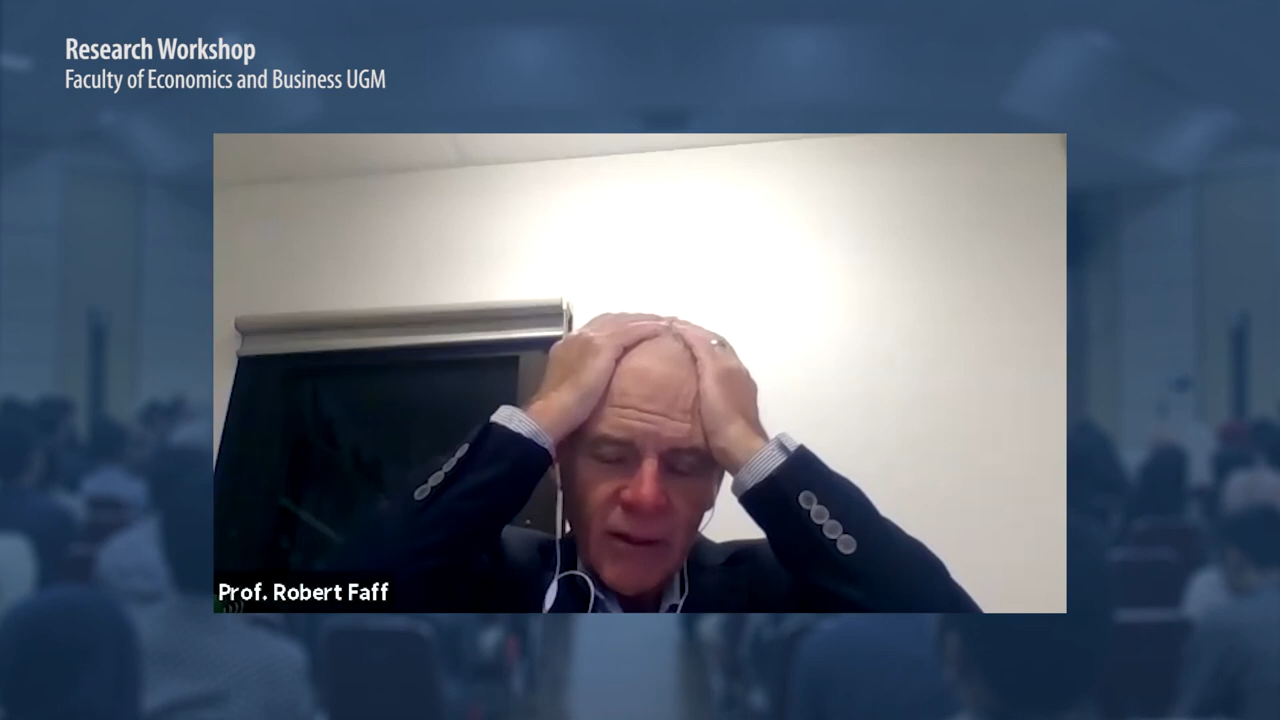 Research Workshop
Faculty of Economics and Business UGM
Prof. Robert Faff